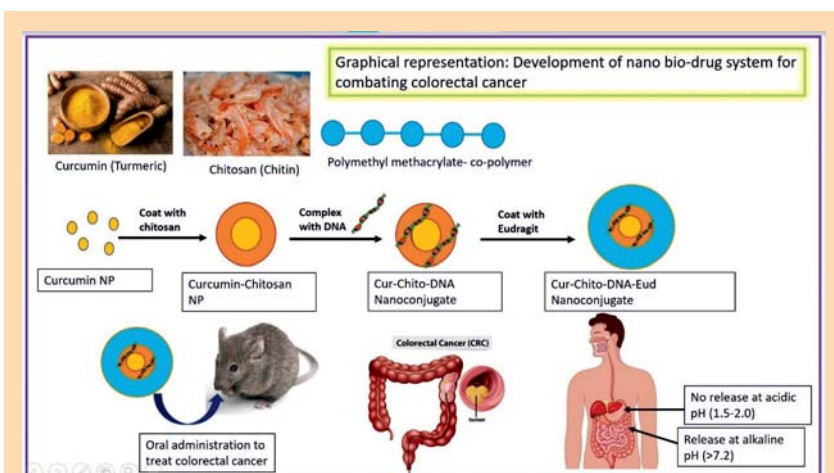 Graphical representation: Development of nano bio-drug system for
combating colorectal cancer
Curcumin (Turmeric)
Chitosan (Chitin)
Polymethyl methacrylate- co-polymer
Coat with
chitosan
Complex
with DNA
Coat with
Eudragit
Curcumin NP
Curcumin-Chitosan
NP
Cur-Chito-DNA
Nanoconjugate
Cur-Chito-DNA-Eud
Nanoconjugate
Oral administration to
treat colorectal cancer
Colorectal Cancer (CRC)
tumor
No release at acidic
pH (1.5-2.0)
Release at alkaline
pH (>7.2)